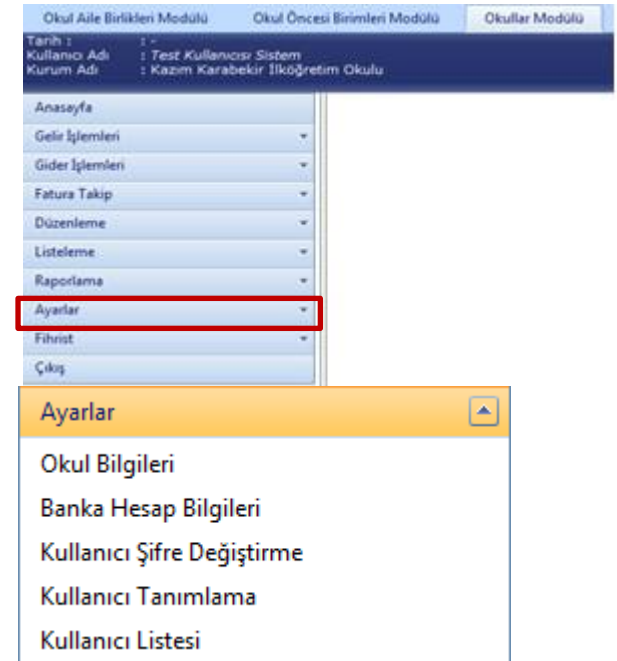 Okul Aile Birlikleri Modülü Okul Öncesi Birimleri Modülü Okullar Modülü
Tarih : : -
Kullanıcı Adı : Test Kullanıcısı Sistem
Kurum Adı : Kazım Karabekir İlköğretim Okulu
Anasayfa
Gelir İşlemleri
Gider İşlemleri
Fatura Takip
Düzenleme
Listeleme
Raporlama
Ayarlar
Fihrist
Çıkış
Ayarlar
Okul Bilgileri
Banka Hesap Bilgileri
Kullanıcı Şifre Değiştirme
Kullanıcı Tanımlama
Kullanıcı Listesi